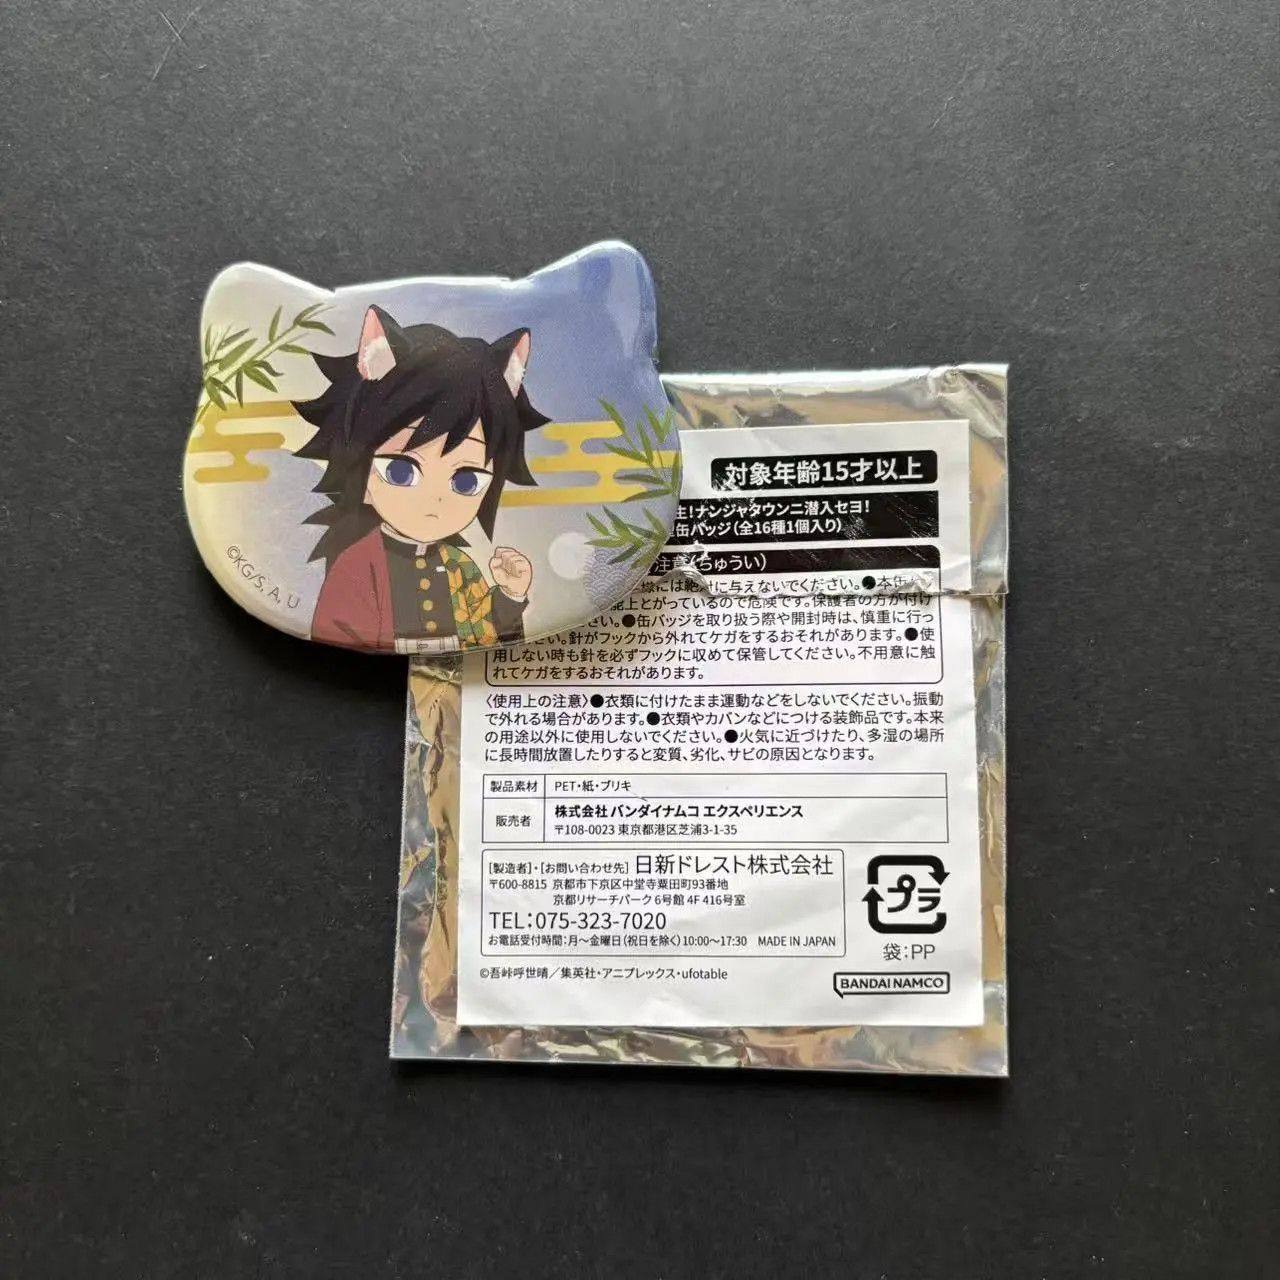 ©KG/S, A, U
対象年齢15才以上
生!ナンジャタウンニ潜入セヨ!
缶バッジ(全16種1個入り)
注意(ちゅうい)
様には絶対に与えないでください。●本缶バッ
上とがっているので危険です。保護者の方が付け
さい。●缶バッジを取り扱う際や開封時は、慎重に行っ
さい。針がフックから外れてケガをするおそれがあります。●使
用しない時も針を必ずフックに収めて保管してください。不用意に触
れてケガをするおそれがあります。
〈使用上の注意〉●衣類に付けたまま運動などをしないでください。振動
で外れる場合があります。●衣類やカバンなどにつける装飾品です。本来
の用途以外に使用しないでください。●火気に近づけたり、多湿の場所
に長時間放置したりすると変質、劣化、サビの原因となります。
製品素材 PET・紙・ブリキ
販売者 株式会社 バンダイナムコ エクスペリエンス
〒108-0023 東京都港区芝浦3-1-35
[製造者]・[お問い合わせ先] 日新ドレスト株式会社
〒600-8815 京都市下京区中堂寺粟田町93番地
京都リサーチパーク6号館 4F 416号室
TEL:075-323-7020
お電話受付時間:月～金曜日(祝日を除く)10:00～17:30 MADE IN JAPAN
プラ
袋:PP
©吾峠呼世晴／集英社・アニプレックス・ufotable
BANDAI NAMCO